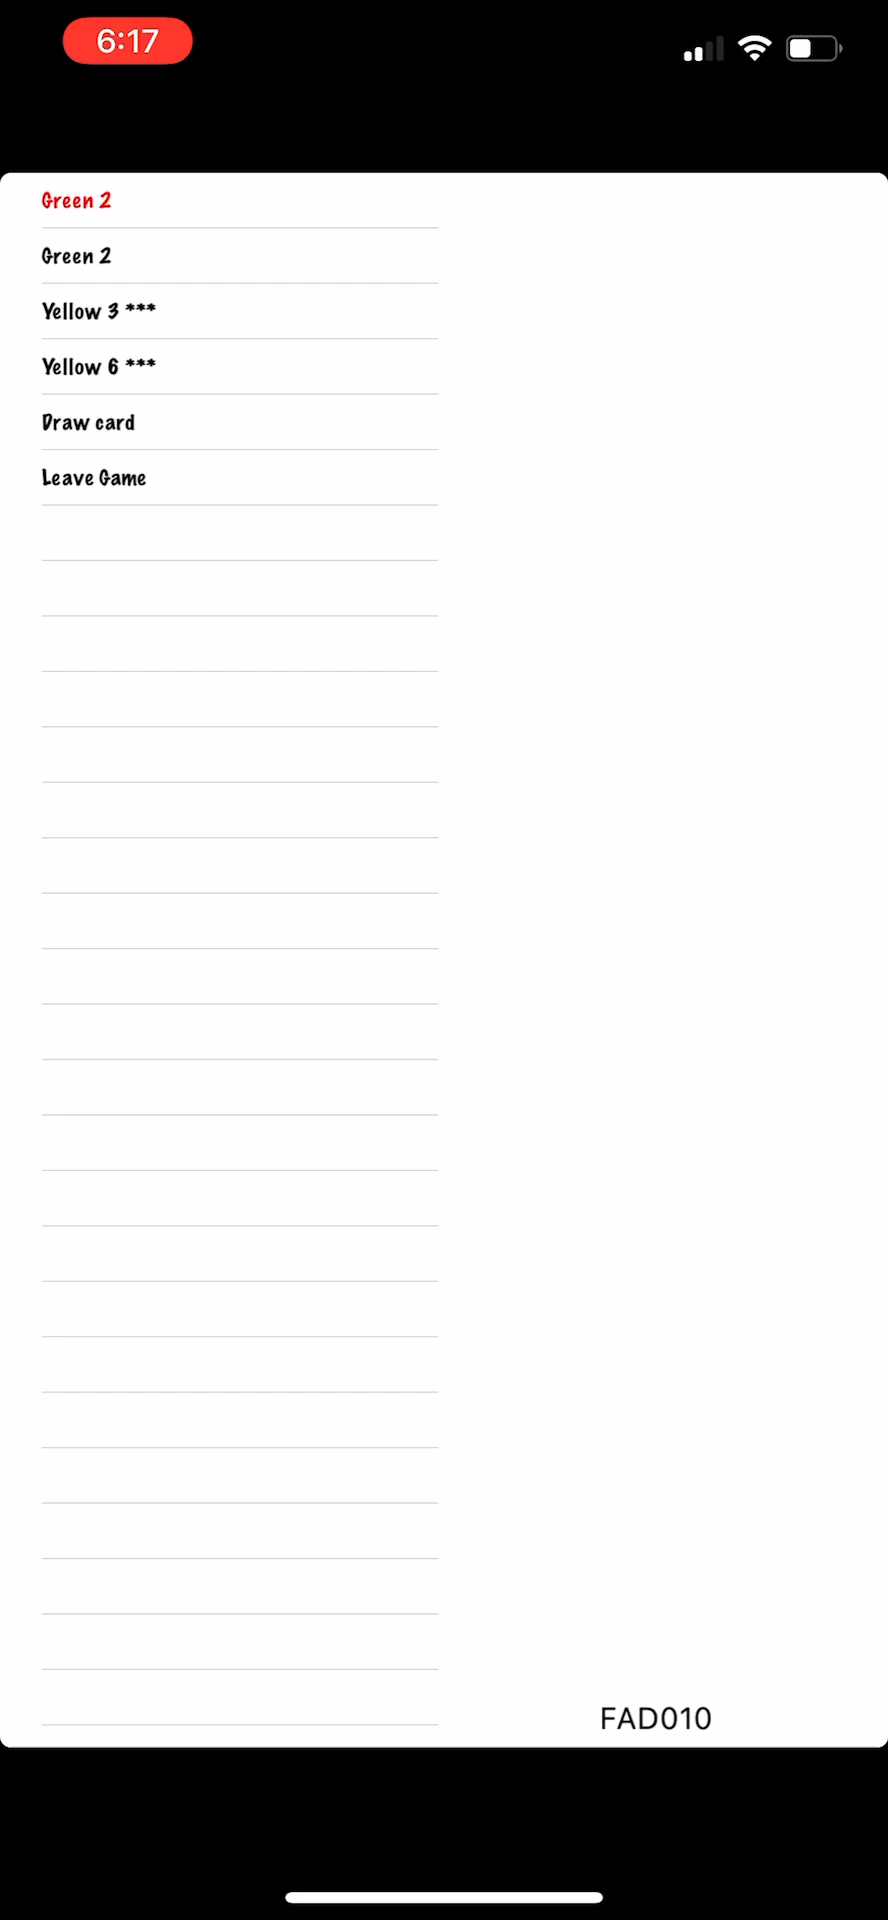 6:17
Green 2
Green 2
Yellow 3 ***
Yellow 6 ***
Draw card
Leave Game
FAD010